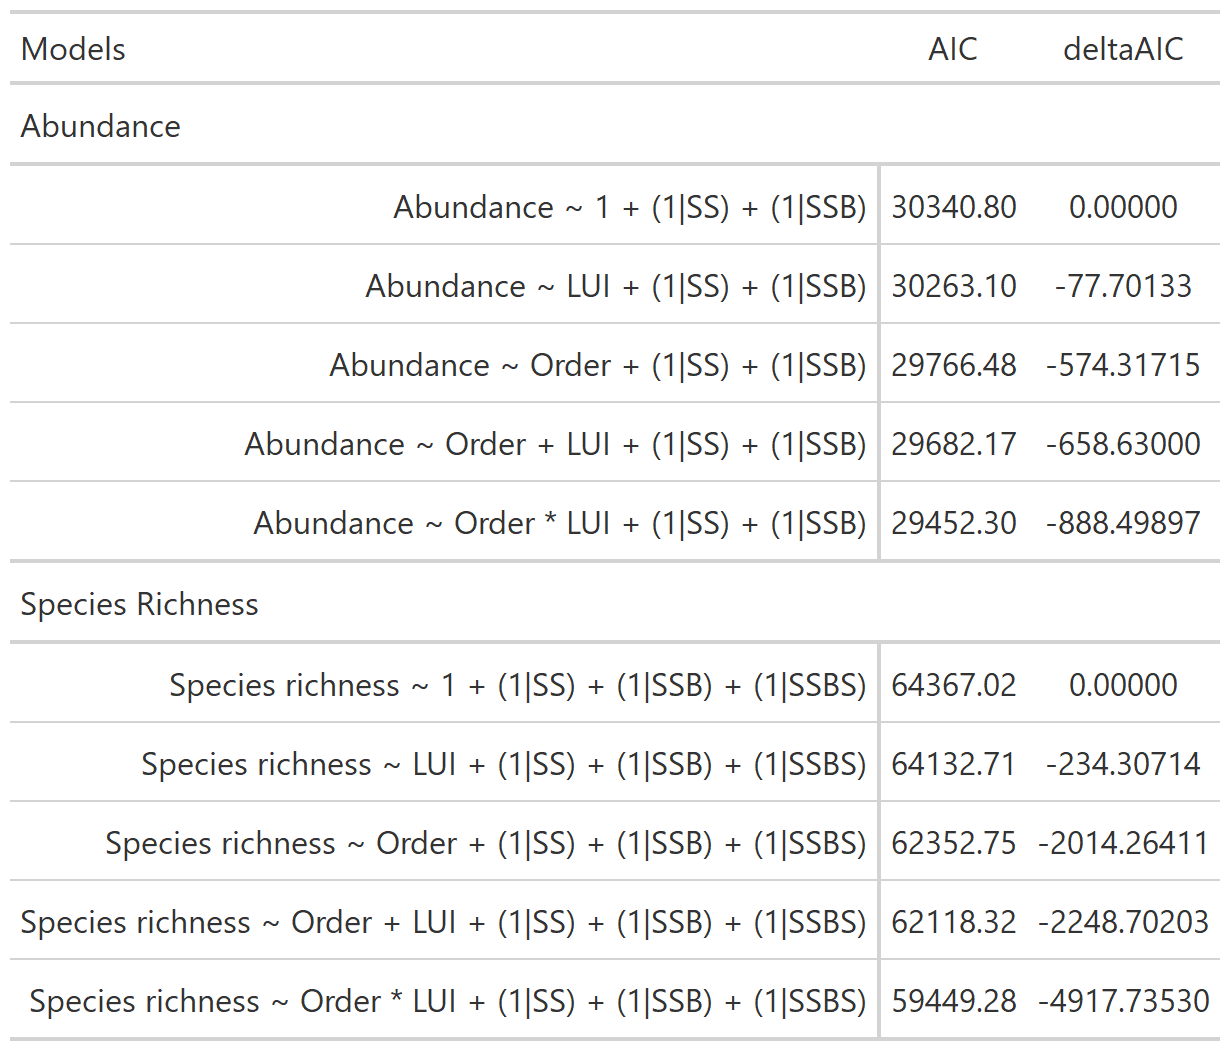 Models AIC deltaAIC
Abundance
Abundance ~ 1 + (1|SS) + (1|SSB) 30340.80 0.00000
Abundance ~ LUI + (1|SS) + (1|SSB) 30263.10 -77.70133
Abundance ~ Order + (1|SS) + (1|SSB) 29766.48 -574.31715
Abundance ~ Order + LUI + (1|SS) + (1|SSB) 29682.17 -658.63000
Abundance ~ Order * LUI + (1|SS) + (1|SSB) 29452.30 -888.49897
Species Richness
Species richness ~ 1 + (1|SS) + (1|SSB) + (1|SSBS) 64367.02 0.00000
Species richness ~ LUI + (1|SS) + (1|SSB) + (1|SSBS) 64132.71 -234.30714
Species richness ~ Order + (1|SS) + (1|SSB) + (1|SSBS) 62352.75 -2014.26411
Species richness ~ Order + LUI + (1|SS) + (1|SSB) + (1|SSBS) 62118.32 -2248.70203
Species richness ~ Order * LUI + (1|SS) + (1|SSB) + (1|SSBS) 59449.28 -4917.73530